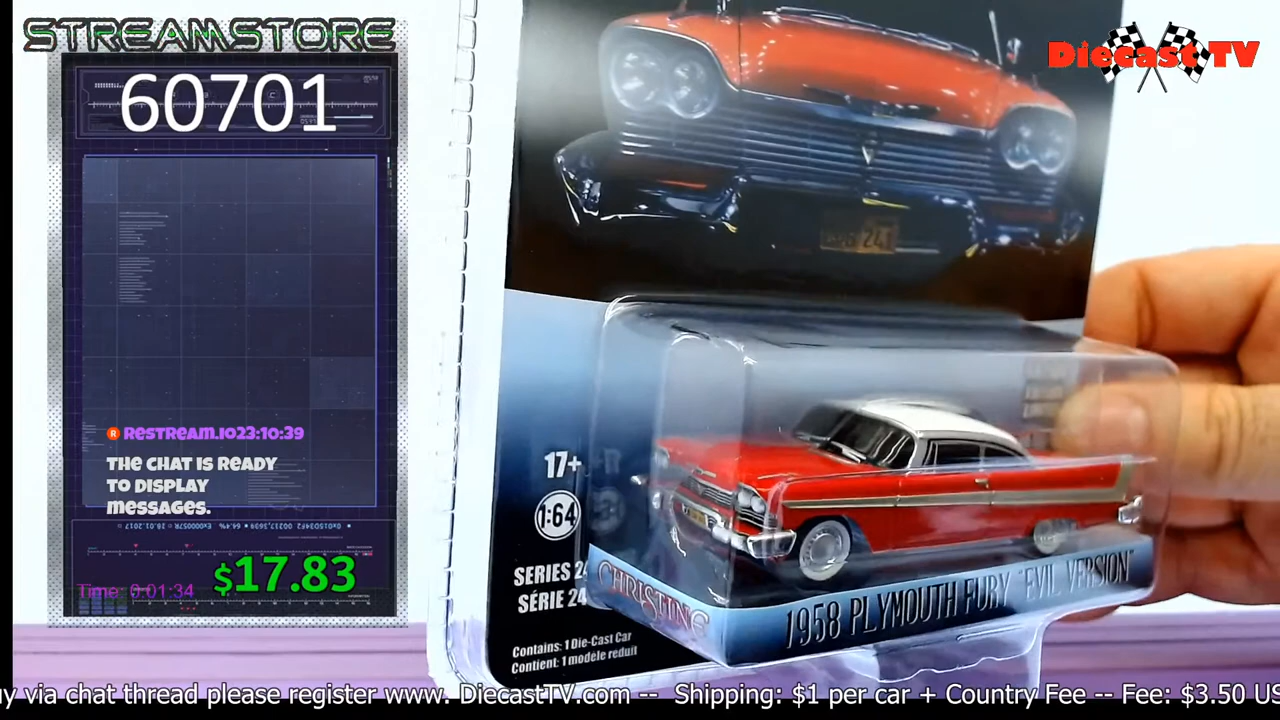 STREAMSTORE
60701
Restream.io23:10:39
The chat is ready
to display
messages.
Time: 0:01:34
$17.83
Diecast TV
17+
1:64
SERIES 24
SÉRIE 24
Contains: 1 Die-Cast Car
Contient: 1 modèle reduit
CHRISTINE
1958 PLYMOUTH FURY "EVIL VERSION"
y via chat thread please register www. DiecastTV.com -- Shipping: $1 per car + Country Fee -- Fee: $3.50 US